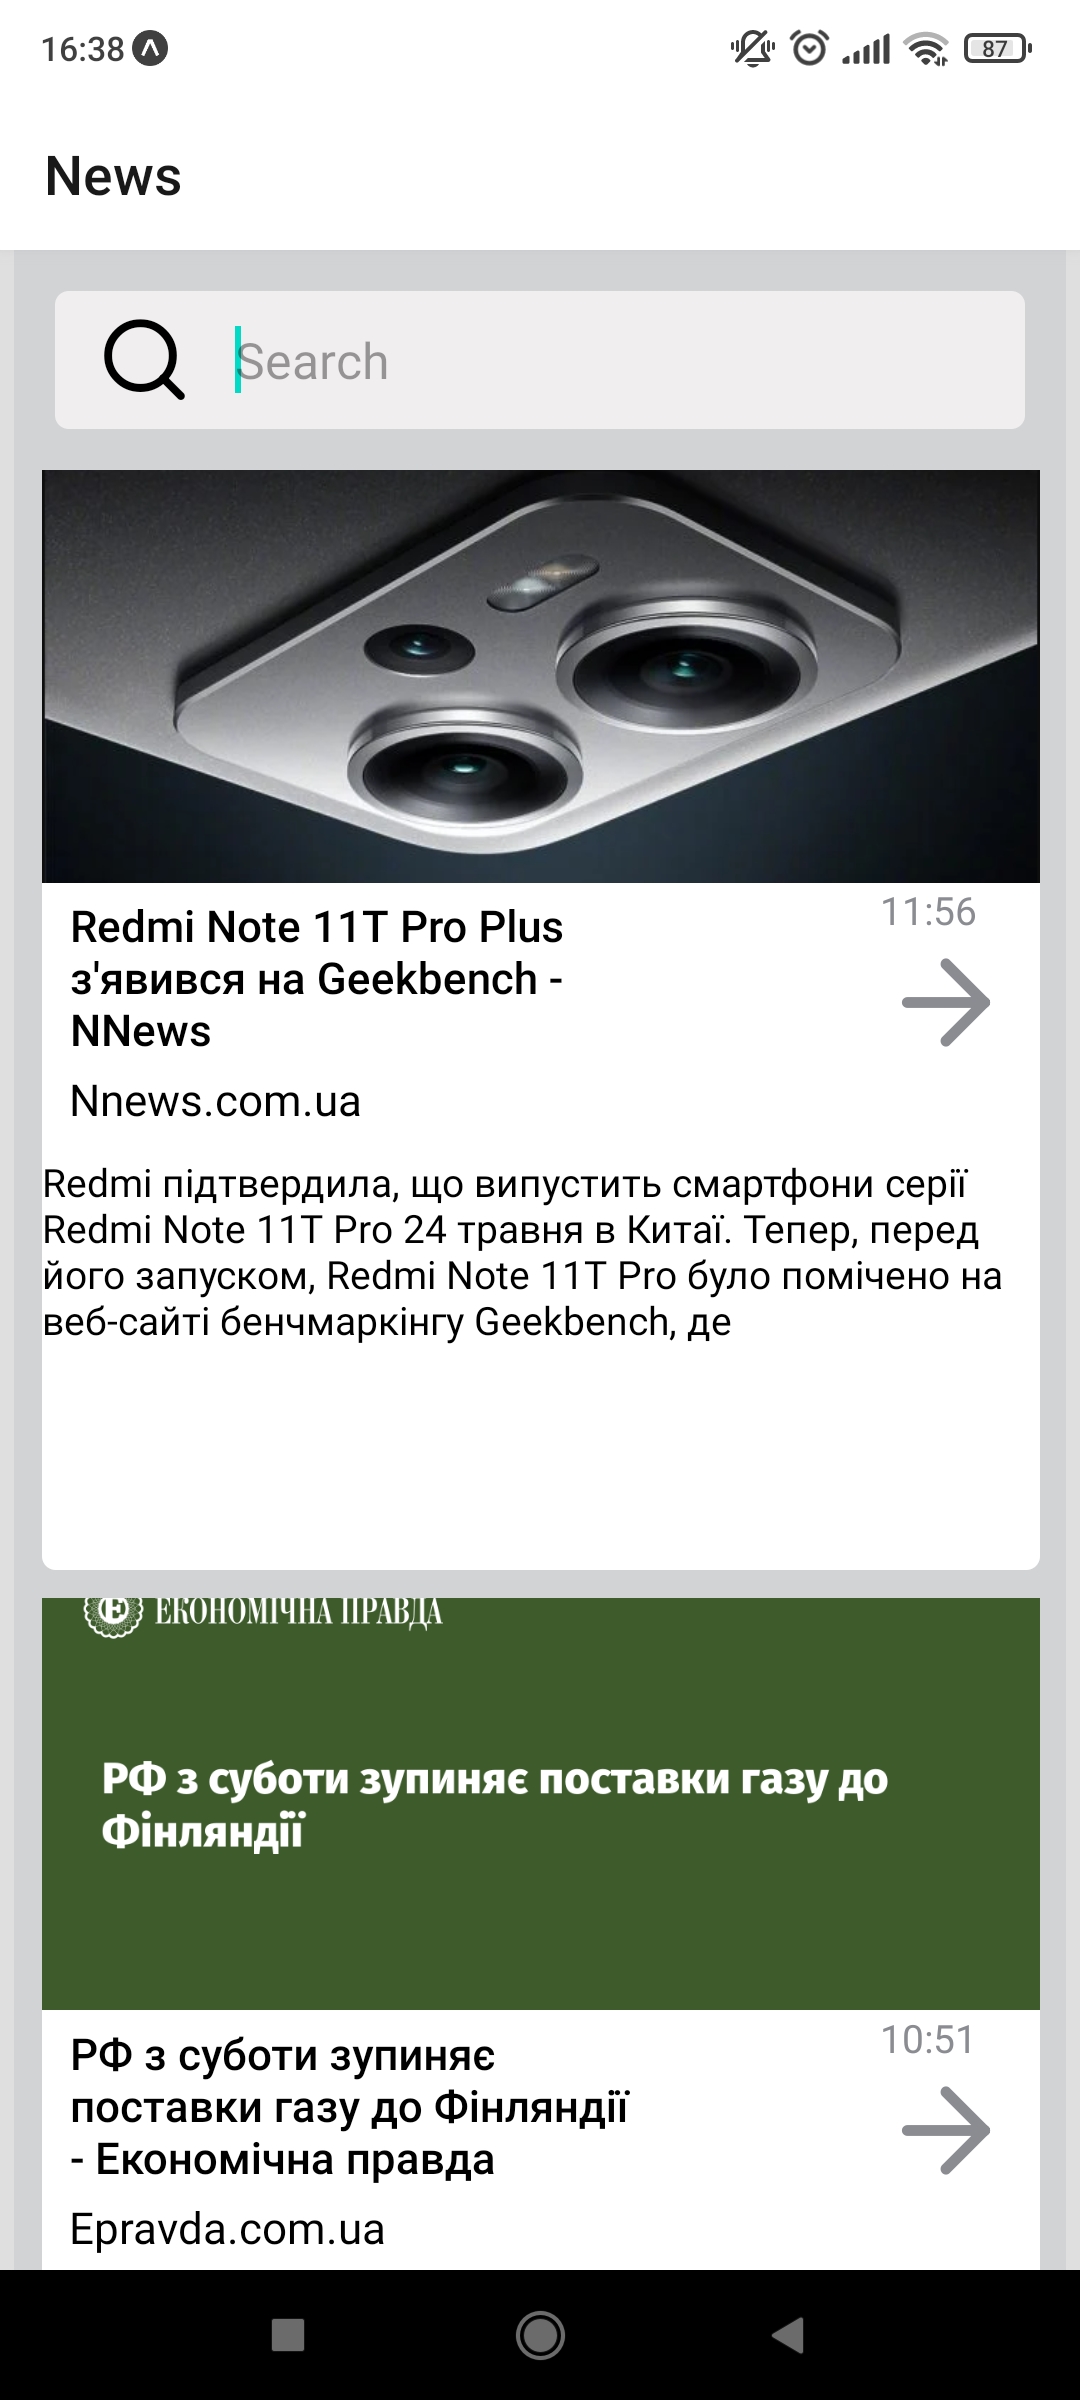 16:38
87
News
Search
Redmi Note 11T Pro Plus
з'явився на Geekbench -
NNews
11:56
Nnews.com.ua
Redmi підтвердила, що випустить смартфони серії
Redmi Note 11T Pro 24 травня в Китаї. Тепер, перед
його запуском, Redmi Note 11T Pro було помічено на
веб-сайті бенчмаркінгу Geekbench, де
ЕКОНОМІЧНА ПРАВДА
РФ з суботи зупиняє поставки газу до
Фінляндії
РФ з суботи зупиняє
поставки газу до Фінляндії
- Економічна правда
10:51
Epravda.com.ua